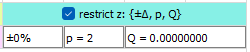 restrict z: {±Δ, p, Q}
±0% p = 2 Q = 0.00000000